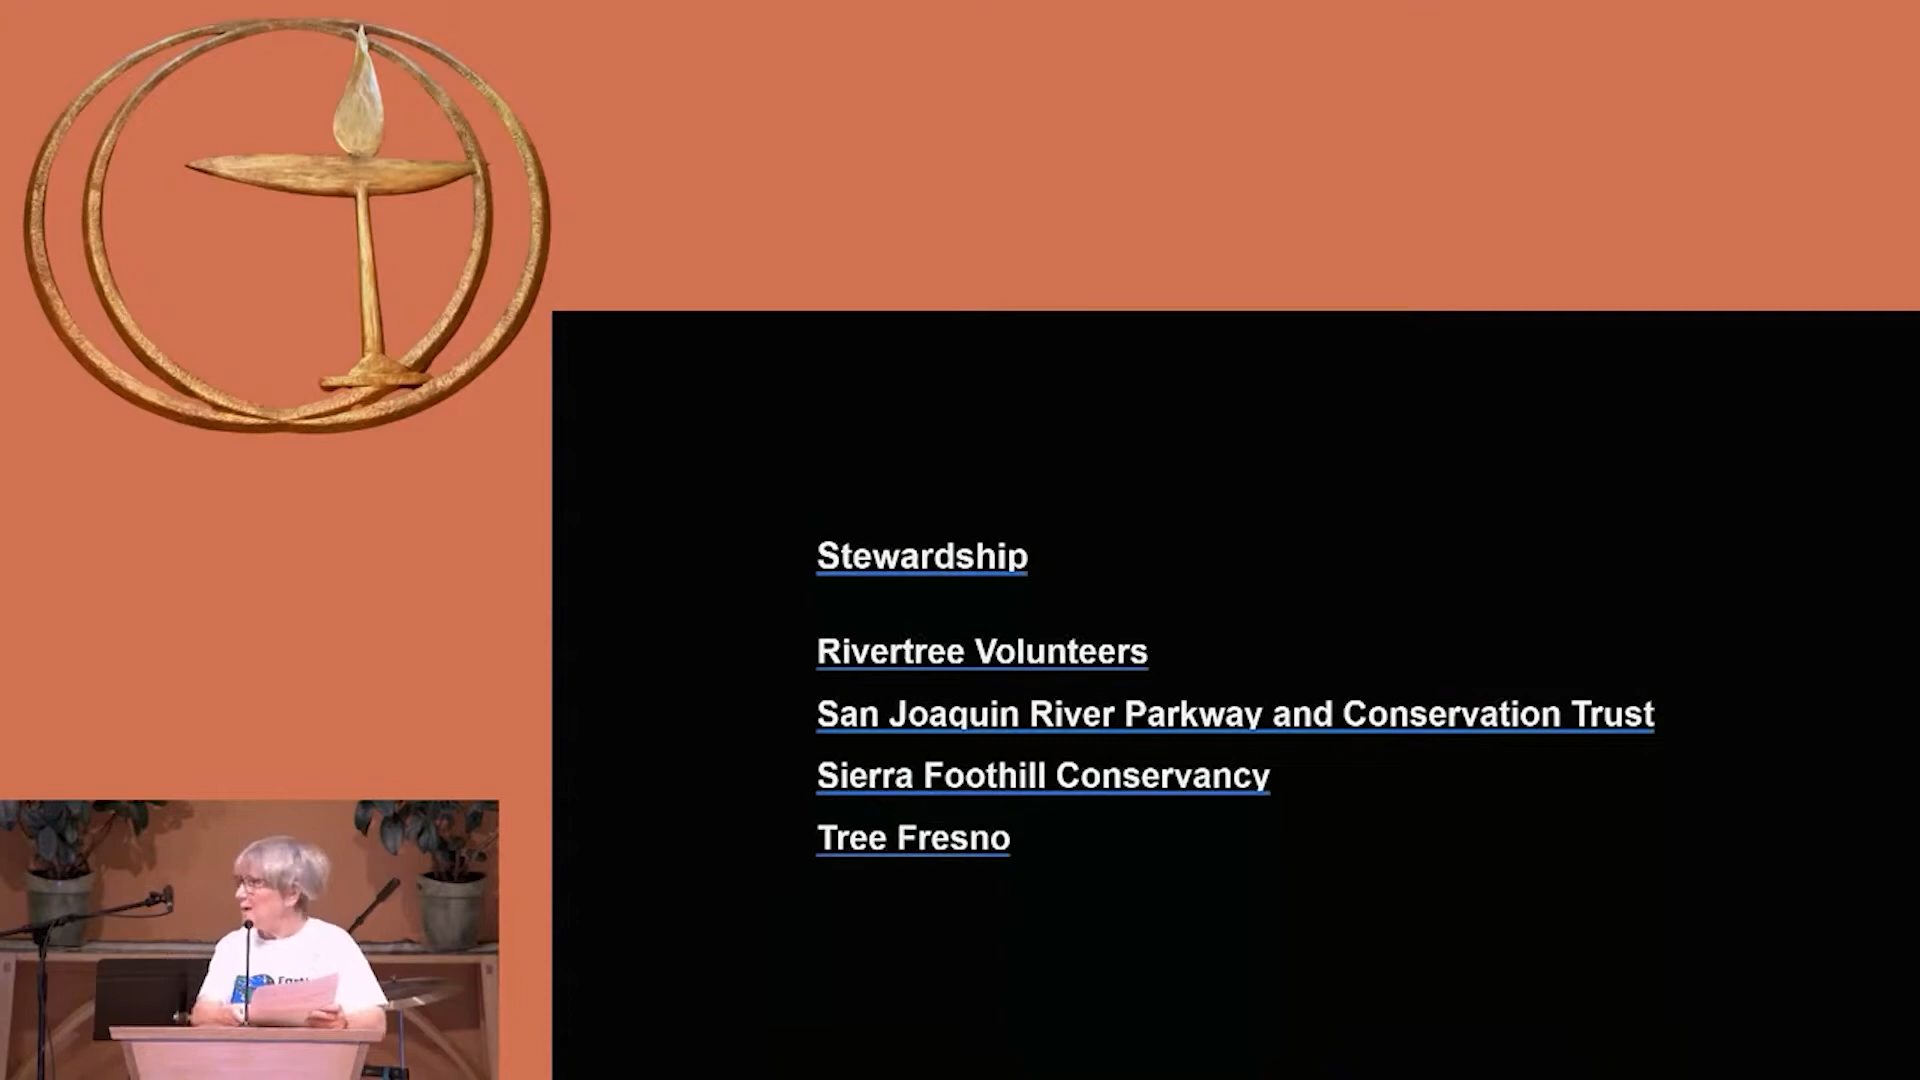 Stewardship
Rivertree Volunteers
San Joaquin River Parkway and Conservation Trust
Sierra Foothill Conservancy
Tree Fresno